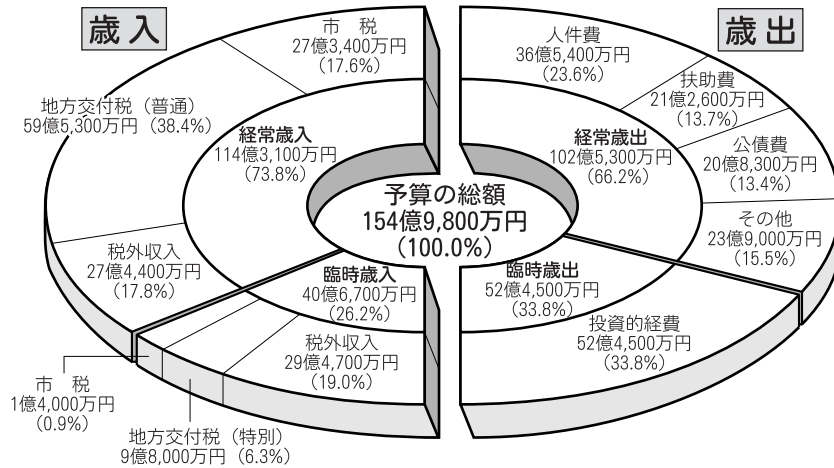 歳入
市　税
27億3,400万円
(17.6%)
地方交付税（普通）
59億5,300万円 (38.4%)
経常歳入
114億3,100万円
(73.8%)
税外収入
27億4,400万円
(17.8%)
臨時歳入
40億6,700万円
(26.2%)
税外収入
29億4,700万円
(19.0%)
市　税
1億4,000万円
(0.9%)
地方交付税（特別）
9億8,000万円 (6.3%)
予算の総額
154億9,800万円
(100.0%)
歳出
人件費
36億5,400万円
(23.6%)
扶助費
21億2,600万円
(13.7%)
公債費
20億8,300万円
(13.4%)
その他
23億9,000万円
(15.5%)
経常歳出
102億5,300万円
(66.2%)
臨時歳出
52億4,500万円
(33.8%)
投資的経費
52億4,500万円
(33.8%)